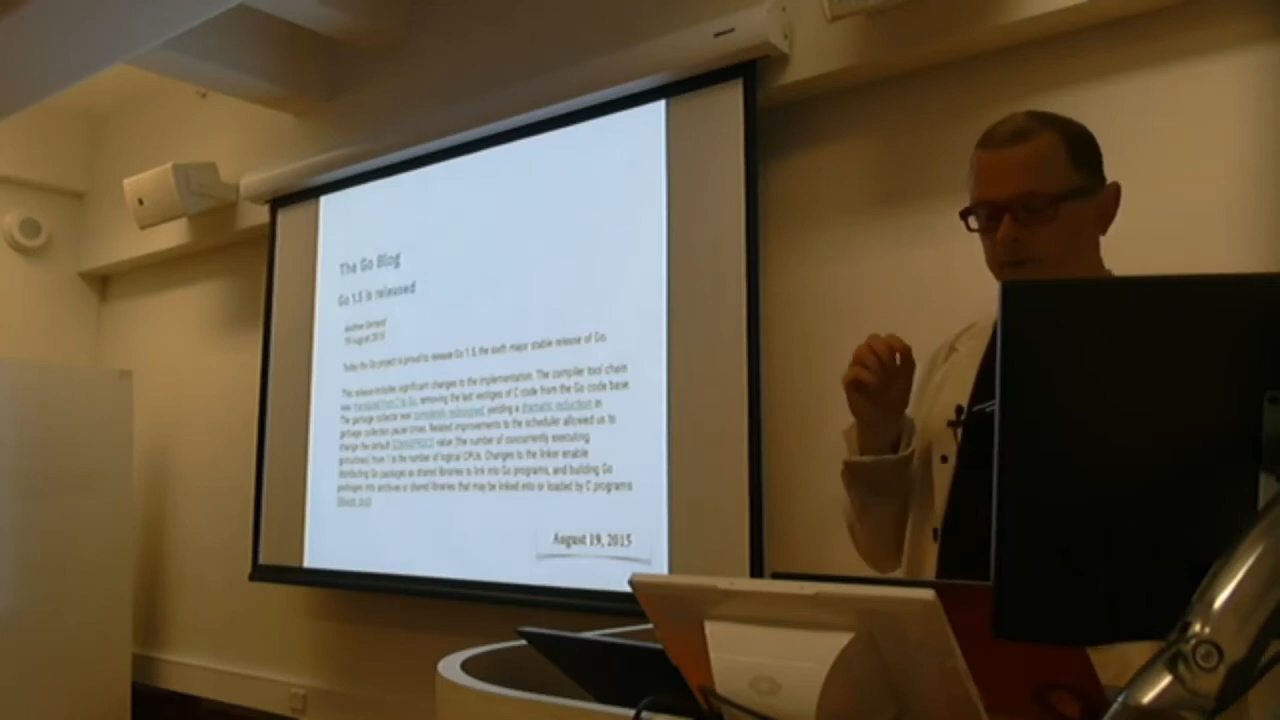 The Go Blog
Go 1.5 is released
Andrew Gerrand
19 August 2015
Today the Go project is proud to release Go 1.5, the sixth major stable release of Go.
This release includes significant changes to the implementation. The compiler tool chain
was translated from C to Go, removing the last vestiges of C code from the Go code base.
The garbage collector was completely redesigned, yielding a dramatic reduction in
garbage collection pause times. Related improvements to the scheduler allowed us to
change the default GOMAXPROCS value (the number of concurrently executing
goroutines) from 1 to the number of logical CPUs. Changes to the linker enable
distributing Go packages as shared libraries to link into Go programs, and building Go
packages into archives or shared libraries that may be linked into or loaded by C programs
August 19, 2015